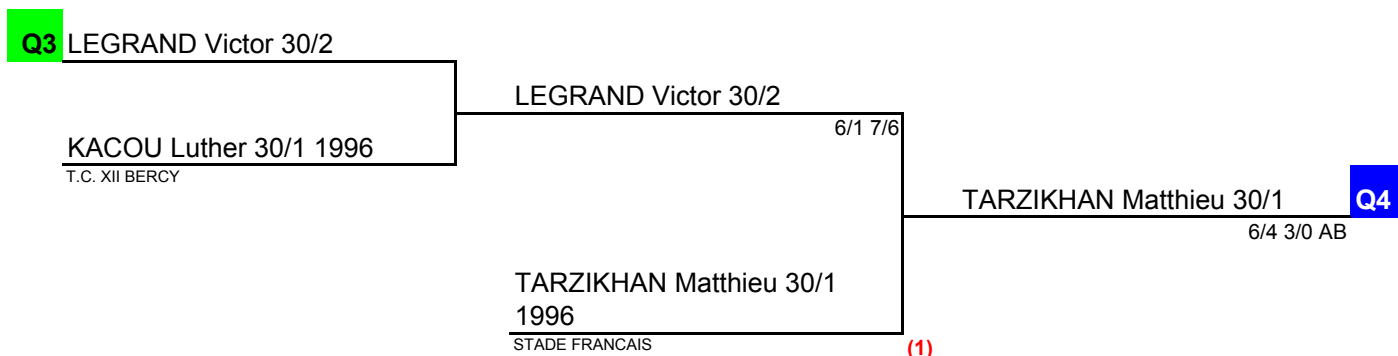 Q3 LEGRAND Victor 30/2
LEGRAND Victor 30/2
6/1 7/6
KACOU Luther 30/1 1996
T.C. XII BERCY
TARZIKHAN Matthieu 30/1 Q4
6/4 3/0 AB
TARZIKHAN Matthieu 30/1
1996
STADE FRANCAIS
(1)